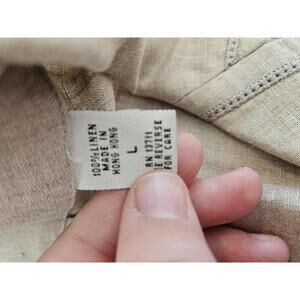 100% LINEN
MADE IN
HONG KONG
L
RN 13711
REVERSE
FOR CARE